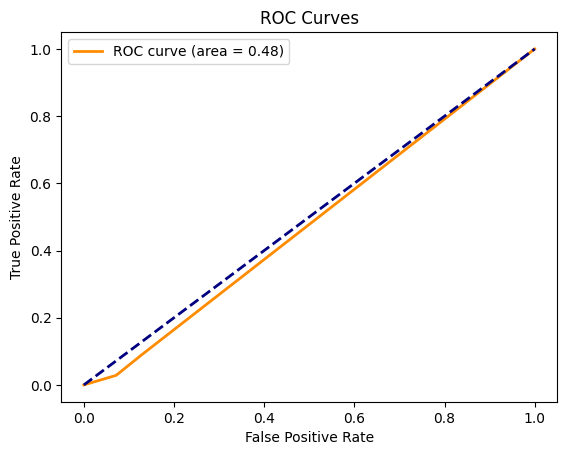 ROC Curves
ROC curve (area = 0.48)
1.0
0.8
0.6
0.4
0.2
0.0
True Positive Rate
0.0 0.2 0.4 0.6 0.8 1.0
False Positive Rate